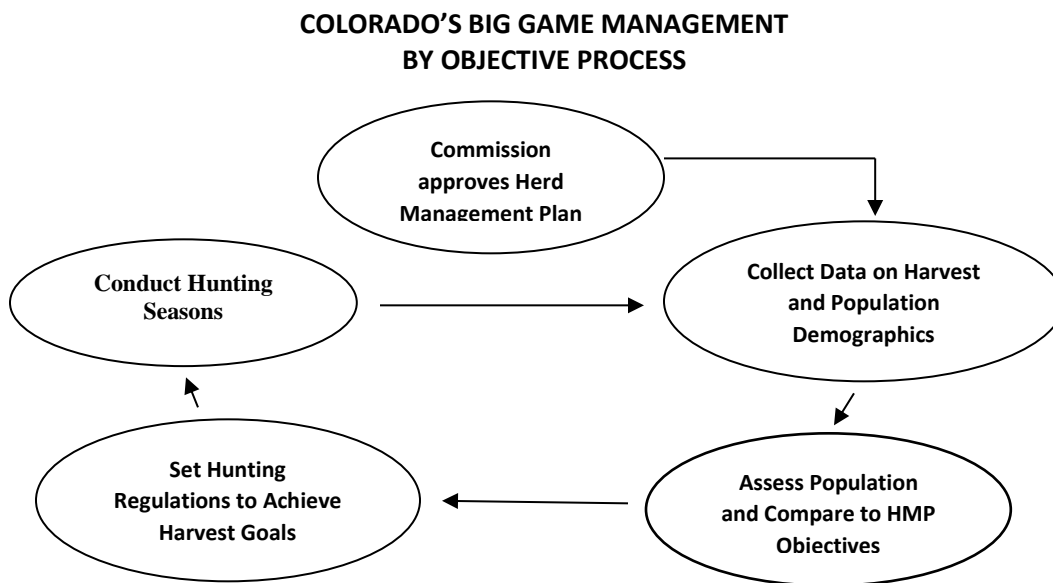 COLORADO’S BIG GAME MANAGEMENT
BY OBJECTIVE PROCESS
Commission
approves Herd
Management Plan
Collect Data on Harvest
and Population
Demographics
Conduct Hunting
Seasons
Set Hunting
Regulations to Achieve
Harvest Goals
Assess Population
and Compare to HMP
Objectives